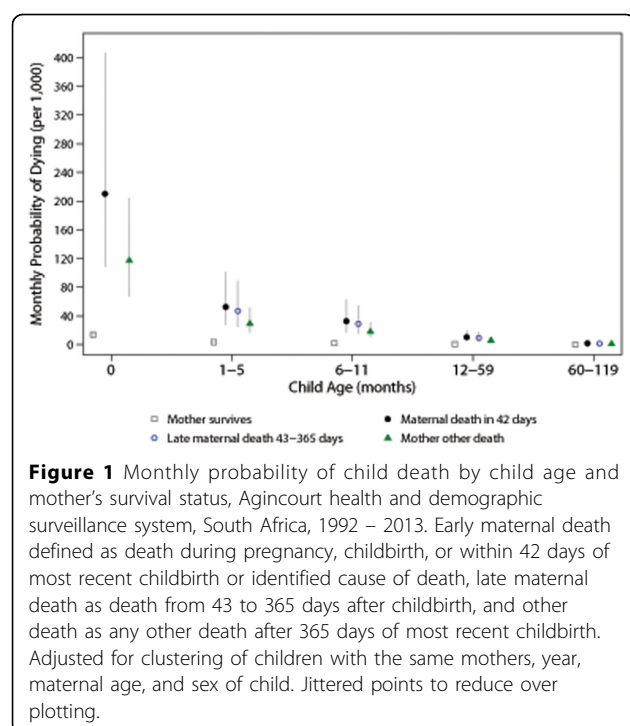 400
360
320
280
240
200
160
120
80
40
0
Monthly Probability of Dying (per 1,000)
0 1–5 6–11 12–59 60–119
Child Age (months)
Mother survives Maternal death in 42 days
Late maternal death 43–365 days Mother other death
Figure 1 Monthly probability of child death by child age and
mother's survival status, Agincourt health and demographic
surveillance system, South Africa, 1992 – 2013. Early maternal death
defined as death during pregnancy, childbirth, or within 42 days of
most recent childbirth or identified cause of death, late maternal
death as death from 43 to 365 days after childbirth, and other
death as any other death after 365 days of most recent childbirth.
Adjusted for clustering of children with the same mothers, year,
maternal age, and sex of child. Jittered points to reduce over
plotting.